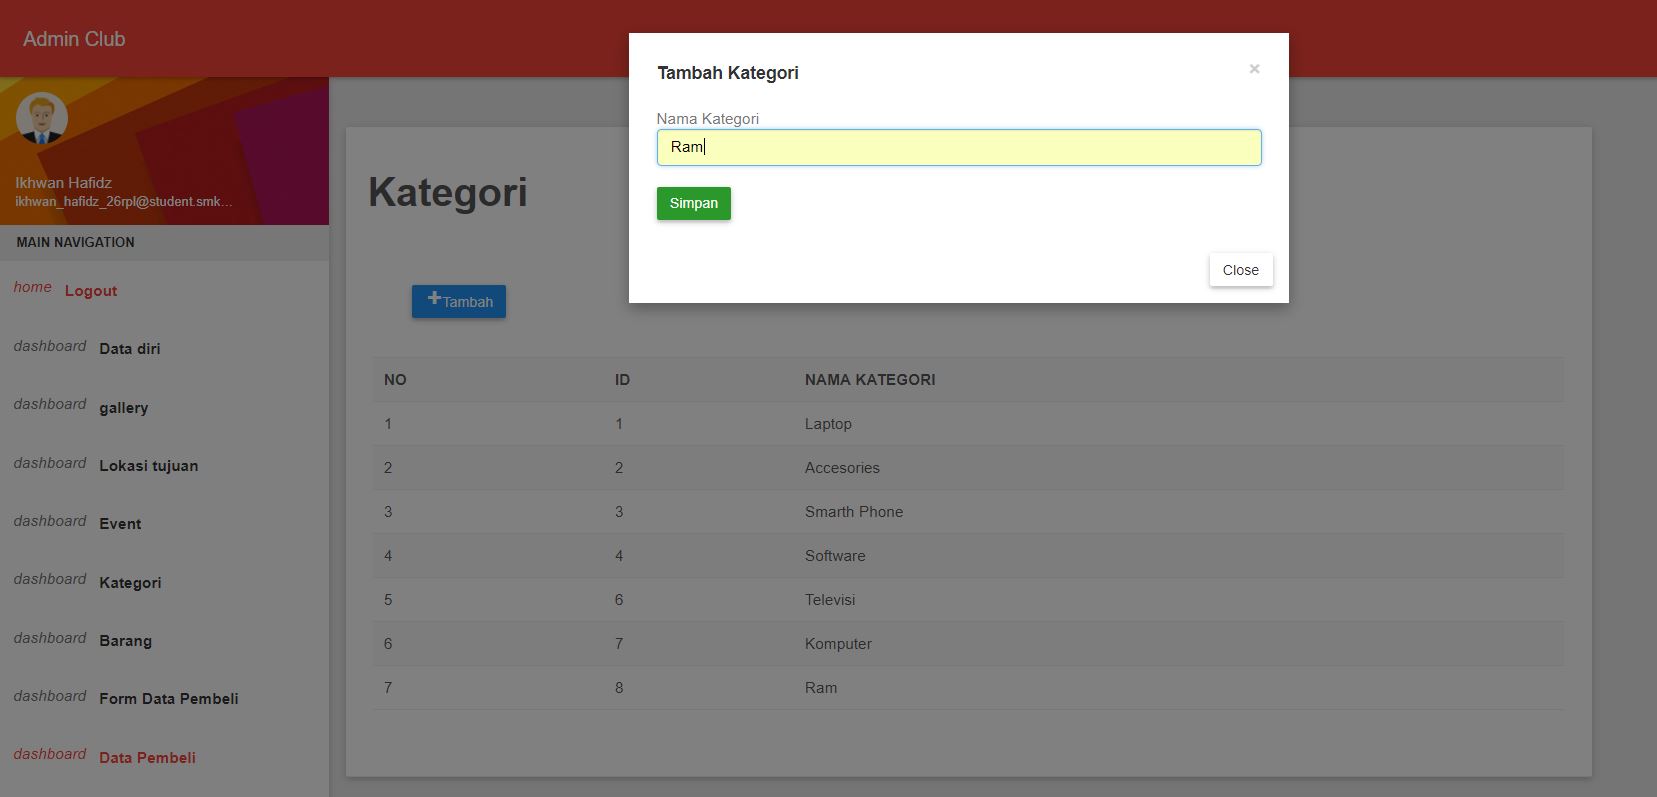 Admin Club
Ikhwan Hafidz
ikhwan_hafidz_26rpl@student.smk...
MAIN NAVIGATION
home Logout
dashboard Data diri
dashboard gallery
dashboard Lokasi tujuan
dashboard Event
dashboard Kategori
dashboard Barang
dashboard Form Data Pembeli
dashboard Data Pembeli
Tambah Kategori ×
Nama Kategori
Ram
Simpan
Close
Kategori
Tambah
NO ID NAMA KATEGORI
1 1 Laptop
2 2 Accesories
3 3 Smarth Phone
4 4 Software
5 6 Televisi
6 7 Komputer
7 8 Ram